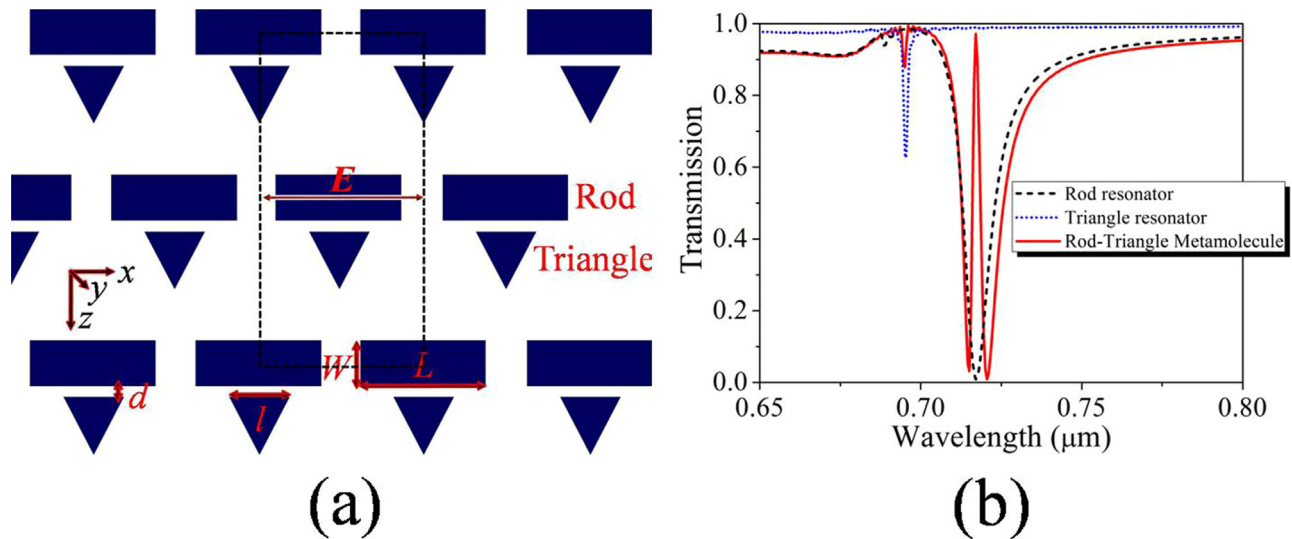 E
Rod
Triangle
x
y
z
W
L
d
l
(a)
(b)
Transmission
1.0
0.8
0.6
0.4
0.2
0.0
0.65
0.70
0.75
0.80
Wavelength (μm)
Rod resonator
Triangle resonator
Rod-Triangle Metamolecule